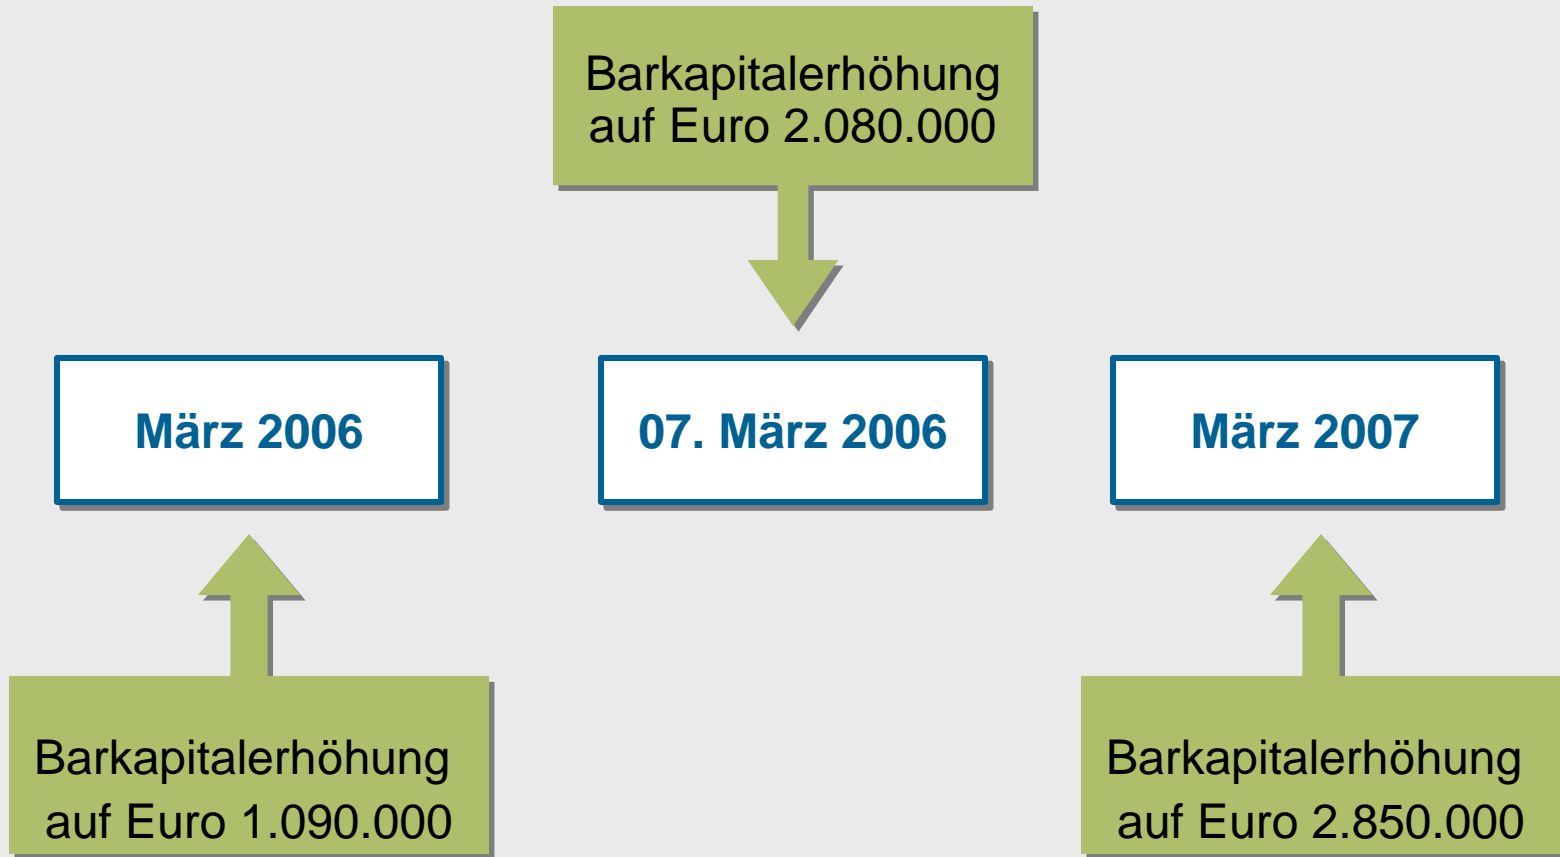 Barkapitalerhöhung
auf Euro 2.080.000
März 2006
07. März 2006
März 2007
Barkapitalerhöhung
auf Euro 1.090.000
Barkapitalerhöhung
auf Euro 2.850.000